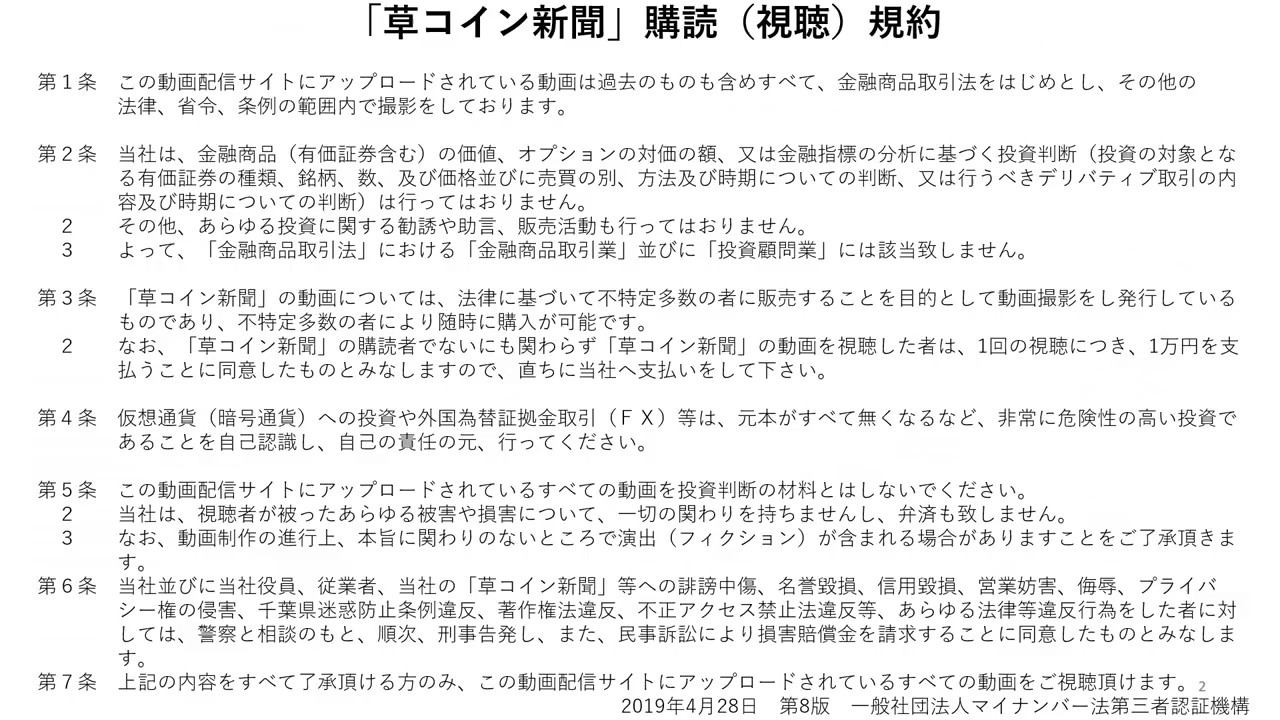 「草コイン新聞」購読（視聴）規約
第１条　この動画配信サイトにアップロードされている動画は過去のものも含めすべて、金融商品取引法をはじめとし、その他の
法律、省令、条例の範囲内で撮影をしております。
第２条　当社は、金融商品（有価証券含む）の価値、オプションの対価の額、又は金融指標の分析に基づく投資判断（投資の対象とな
る有価証券の種類、銘柄、数、及び価格並びに売買の別、方法及び時期についての判断、又は行うべきデリバティブ取引の内
容及び時期についての判断）は行ってはおりません。
２　その他、あらゆる投資に関する勧誘や助言、販売活動も行ってはおりません。
３　よって、「金融商品取引法」における「金融商品取引業」並びに「投資顧問業」には該当致しません。
第３条　「草コイン新聞」の動画については、法律に基づいて不特定多数の者に販売することを目的として動画撮影をし発行している
ものであり、不特定多数の者により随時に購入が可能です。
２　なお、「草コイン新聞」の購読者でないにも関わらず「草コイン新聞」の動画を視聴した者は、1回の視聴につき、1万円を支
払うことに同意したものとみなしますので、直ちに当社へ支払いをして下さい。
第４条　仮想通貨（暗号通貨）への投資や外国為替証拠金取引（ＦＸ）等は、元本がすべて無くなるなど、非常に危険性の高い投資で
あることを自己認識し、自己の責任の元、行ってください。
第５条　この動画配信サイトにアップロードされているすべての動画を投資判断の材料とはしないでください。
２　当社は、視聴者が被ったあらゆる被害や損害について、一切の関わりを持ちませんし、弁済も致しません。
３　なお、動画制作の進行上、本旨に関わりのないところで演出（フィクション）が含まれる場合がありますことをご了承頂きま
す。
第６条　当社並びに当社役員、従業者、当社の「草コイン新聞」等への誹謗中傷、名誉毀損、信用毀損、営業妨害、侮辱、プライバ
シー権の侵害、千葉県迷惑防止条例違反、著作権法違反、不正アクセス禁止法違反等、あらゆる法律等違反行為をした者に対
しては、警察と相談のもと、順次、刑事告発し、また、民事訴訟により損害賠償金を請求することに同意したものとみなしま
す。
第７条　上記の内容をすべて了承頂ける方のみ、この動画配信サイトにアップロードされているすべての動画をご視聴頂けます。
2
2019年4月28日　第8版　一般社団法人マイナンバー法第三者認証機構